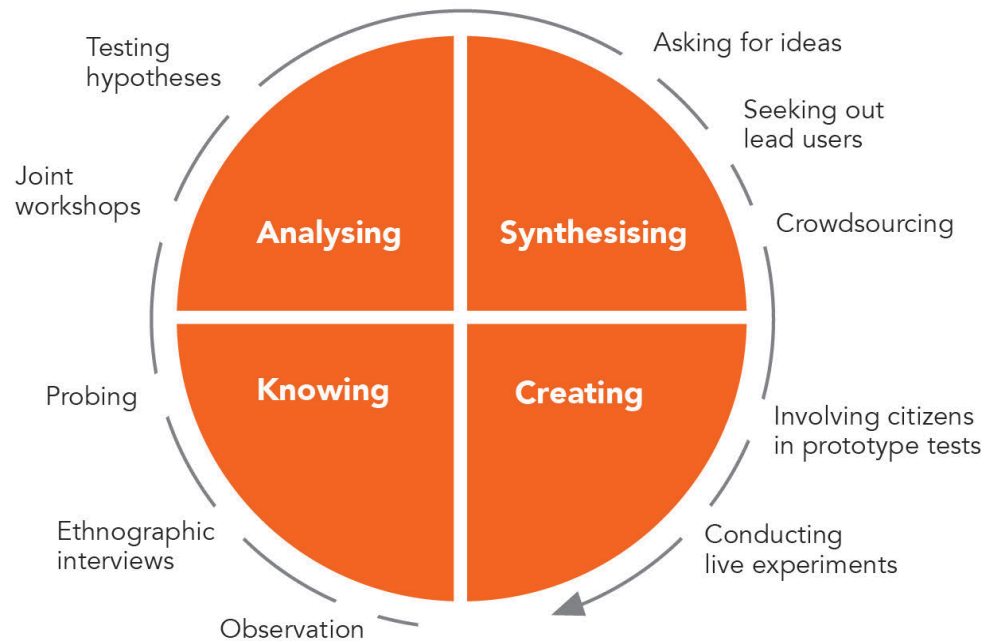 Testing
hypotheses
Asking for ideas
Seeking out
lead users
Joint
workshops
Crowdsourcing
Analysing
Synthesising
Knowing
Creating
Probing
Involving citizens
in prototype tests
Ethnographic
interviews
Conducting
live experiments
Observation